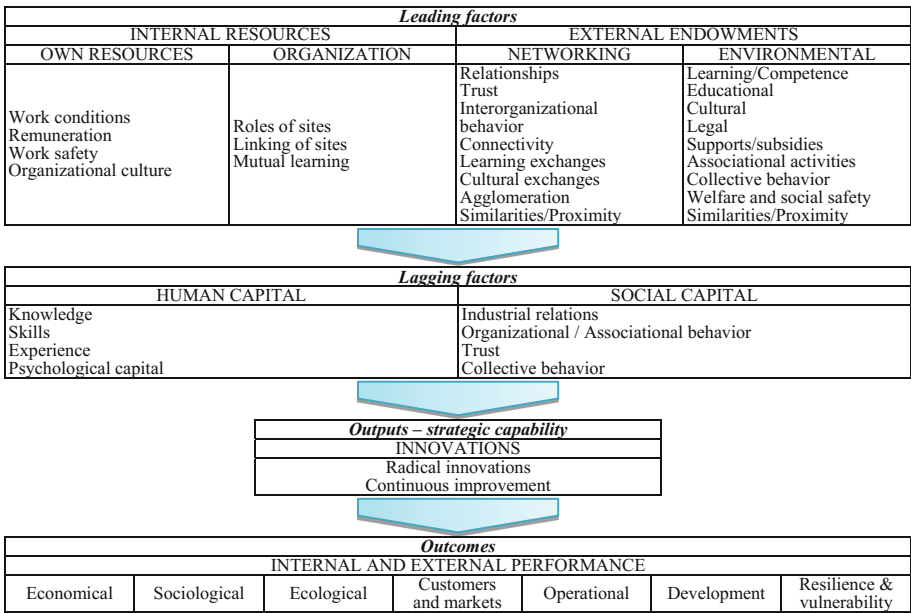 Leading factors
INTERNAL RESOURCES
EXTERNAL ENDOWMENTS
OWN RESOURCES
ORGANIZATION
NETWORKING
ENVIRONMENTAL
Work conditions
Remuneration
Work safety
Organizational culture
Roles of sites
Linking of sites
Mutual learning
Relationships
Trust
Interorganizational
behavior
Connectivity
Learning exchanges
Cultural exchanges
Agglomeration
Similarities/Proximity
Learning/Competence
Educational
Cultural
Legal
Supports/subsidies
Associational activities
Collective behavior
Welfare and social safety
Similarities/Proximity
Lagging factors
HUMAN CAPITAL
SOCIAL CAPITAL
Knowledge
Skills
Experience
Psychological capital
Industrial relations
Organizational / Associational behavior
Trust
Collective behavior
Outputs – strategic capability
INNOVATIONS
Radical innovations
Continuous improvement
Outcomes
INTERNAL AND EXTERNAL PERFORMANCE
Economical
Sociological
Ecological
Customers
and markets
Operational
Development
Resilience &
vulnerability